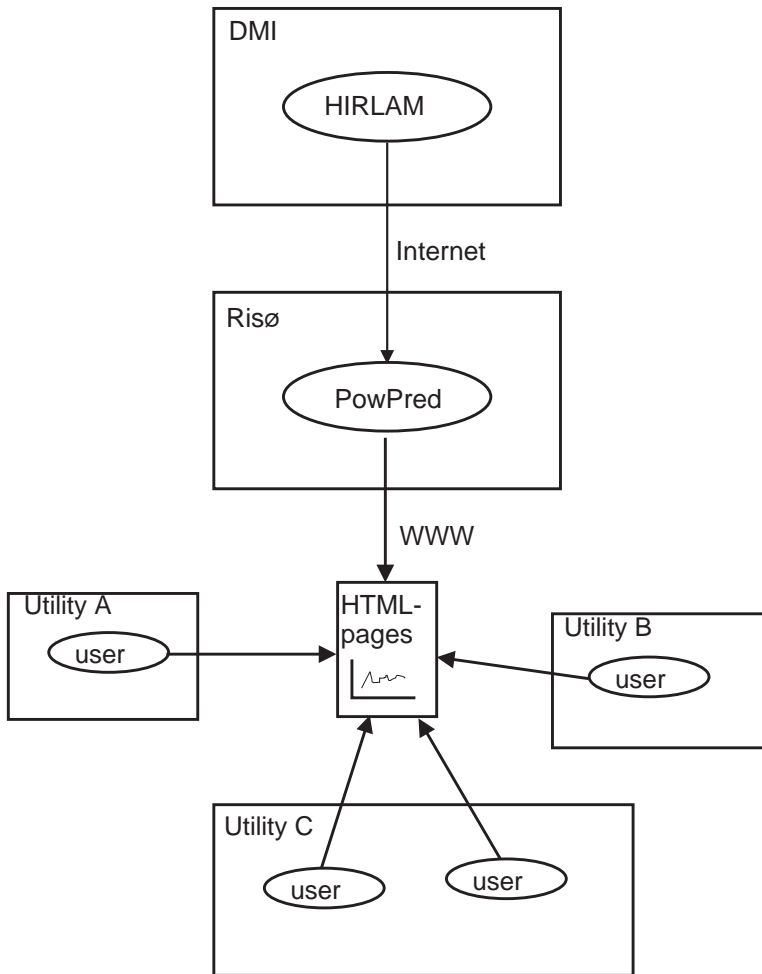 DMI
HIRLAM
Internet
Risø
PowPred
WWW
HTML-
pages
Utility A
user
Utility B
user
Utility C
user
user